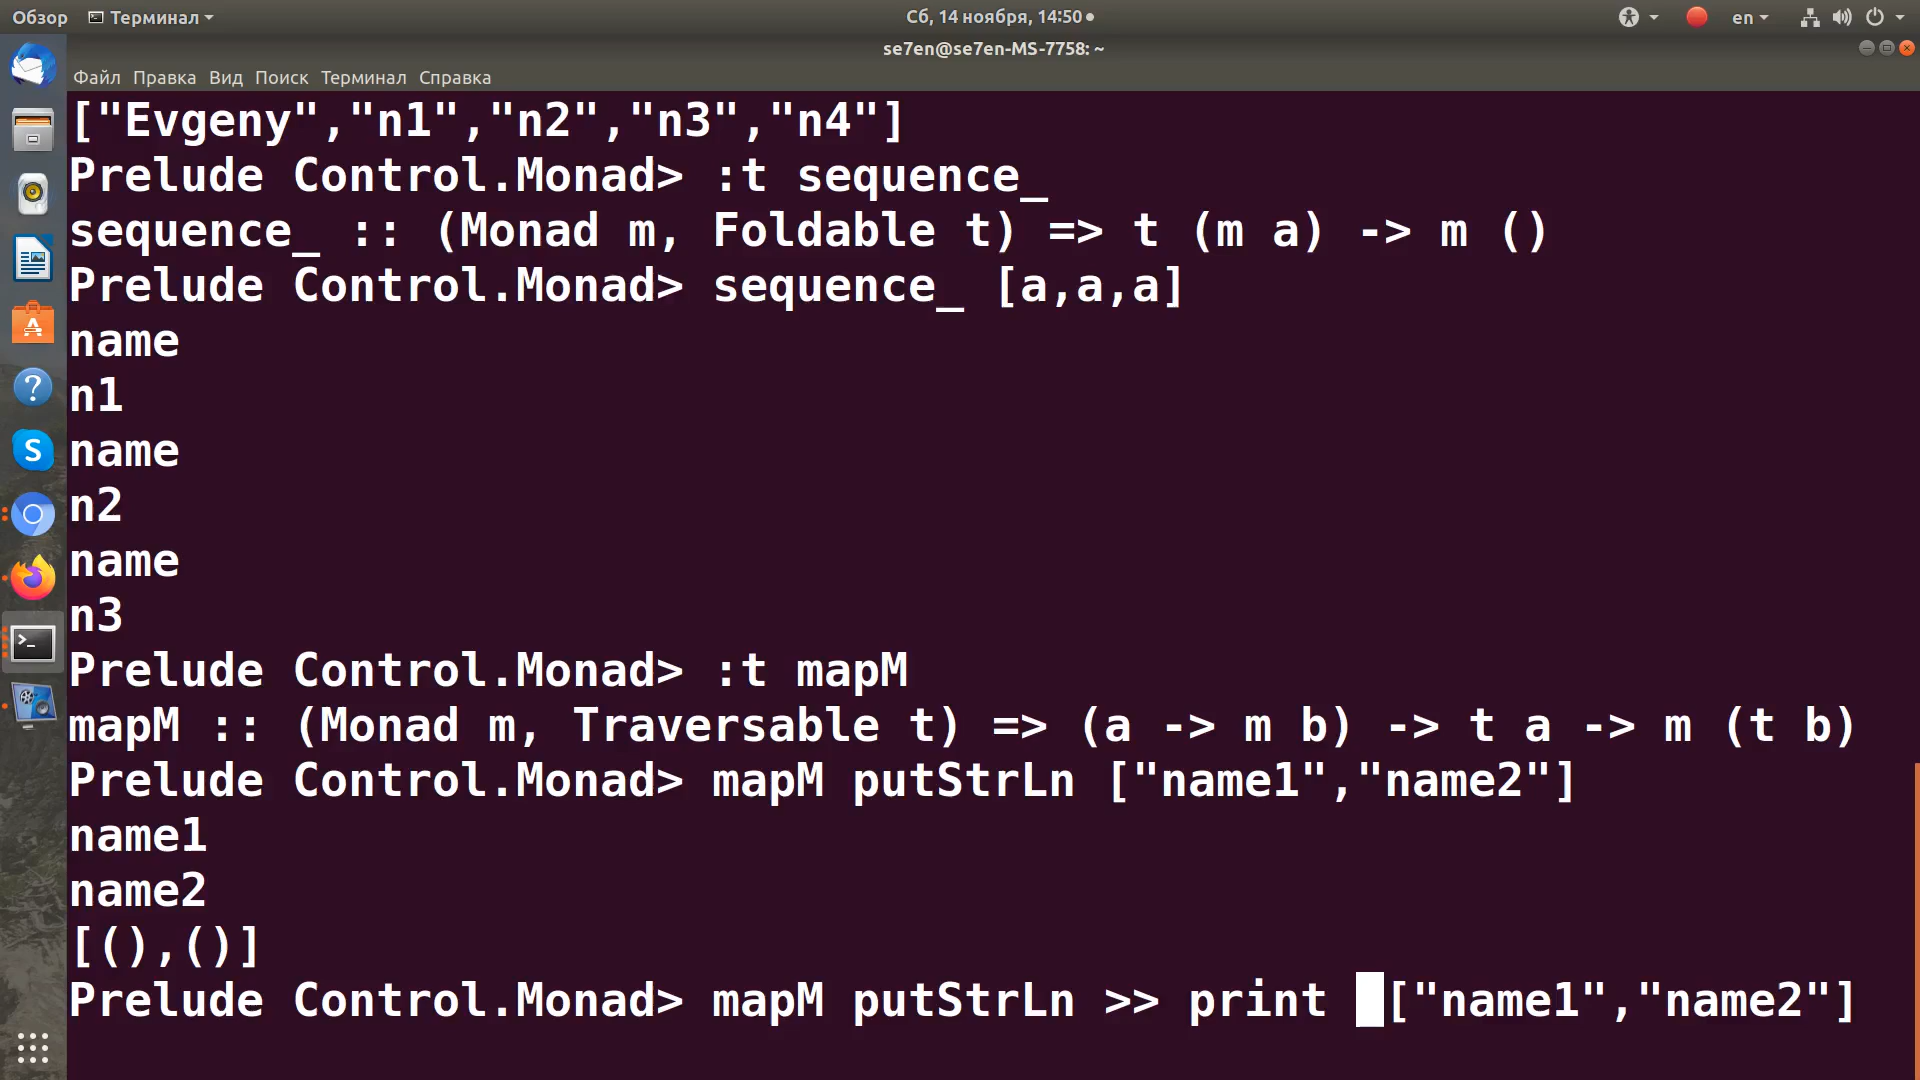 Обзор Терминал Сб, 14 ноября, 14:50 en
se7en@se7en-MS-7758: ~
Файл Правка Вид Поиск Терминал Справка
["Evgeny","n1","n2","n3","n4"]
Prelude Control.Monad> :t sequence_
sequence_ :: (Monad m, Foldable t) => t (m a) -> m ()
Prelude Control.Monad> sequence_ [a,a,a]
name
n1
name
n2
name
n3
Prelude Control.Monad> :t mapM
mapM :: (Monad m, Traversable t) => (a -> m b) -> t a -> m (t b)
Prelude Control.Monad> mapM putStrLn ["name1","name2"]
name1
name2
[(),()]
Prelude Control.Monad> mapM putStrLn >> print ["name1","name2"]